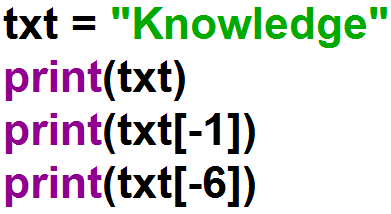 txt = "Knowledge"
print(txt)
print(txt[-1])
print(txt[-6])